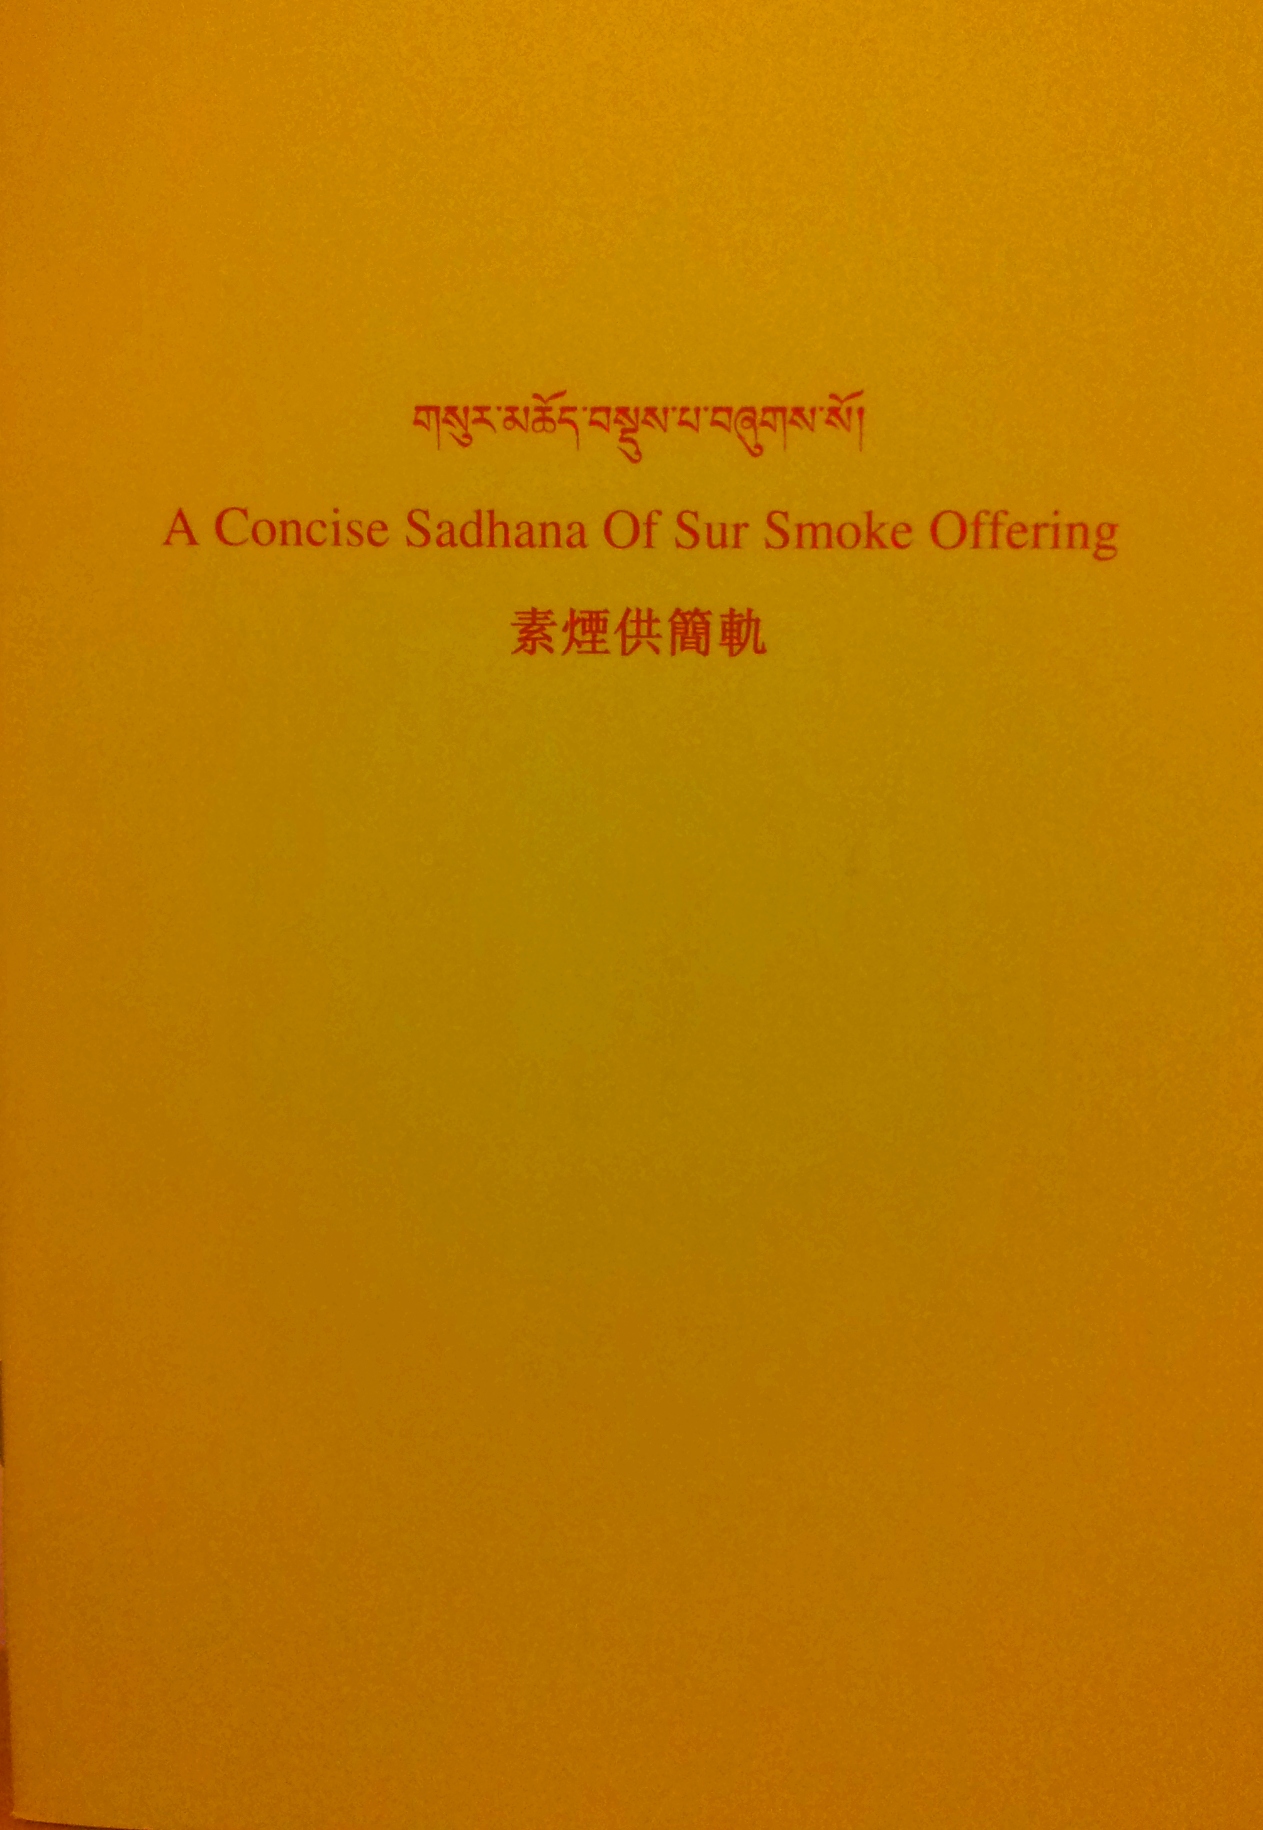 གསུར་མཆོད་བསྡུས་པ་བཞུགས་སོ།
A Concise Sadhana Of Sur Smoke Offering
素煙供簡軌